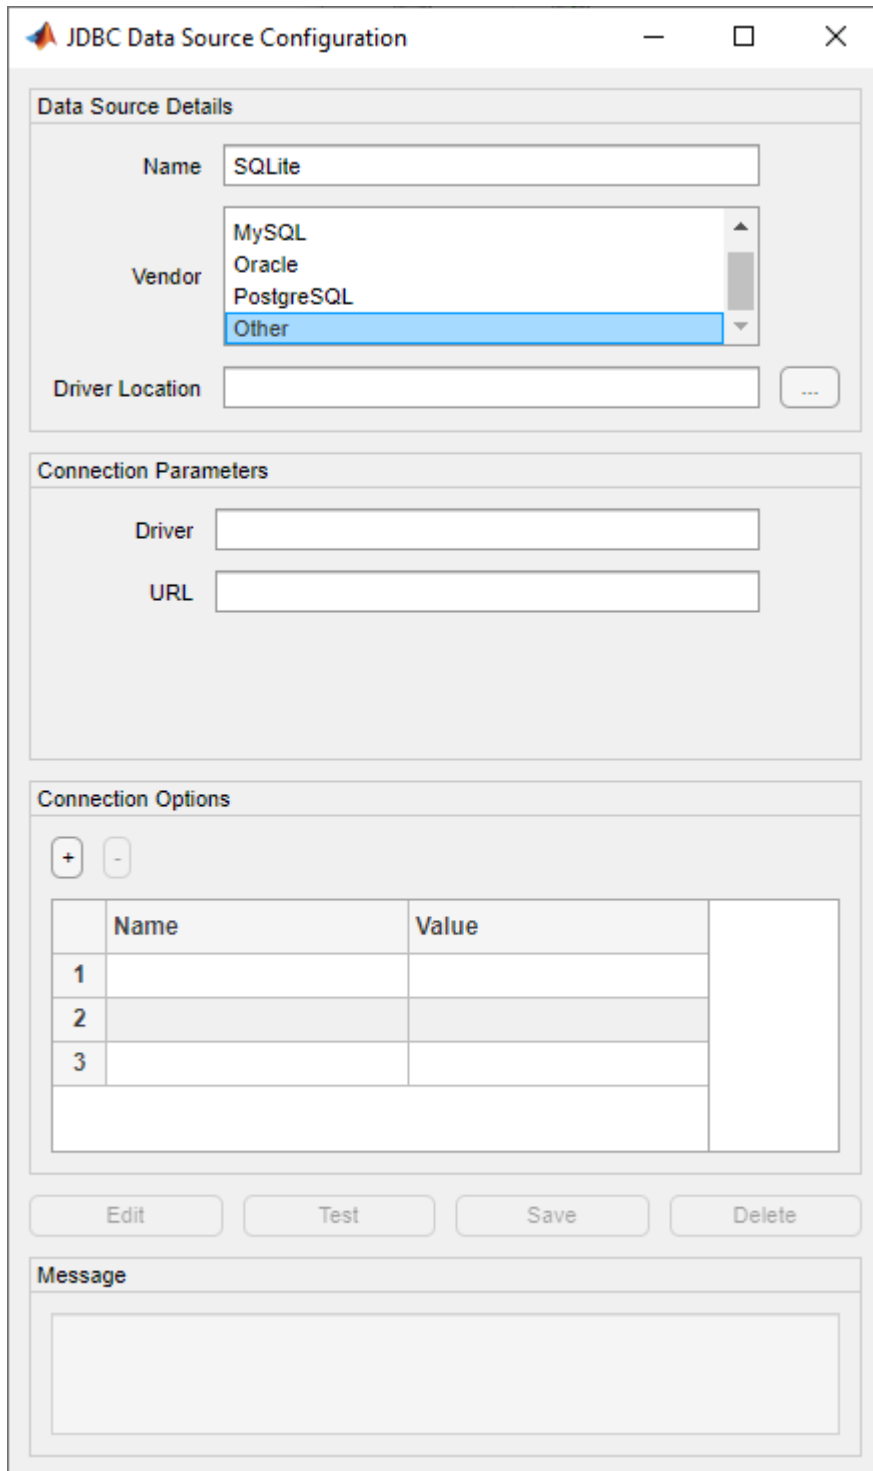 JDBC Data Source Configuration
Data Source Details
Name SQLite
Vendor
MySQL
Oracle
PostgreSQL
Other
Driver Location ...
Connection Parameters
Driver
URL
Connection Options
+ -
Name Value
1
2
3
Edit Test Save Delete
Message